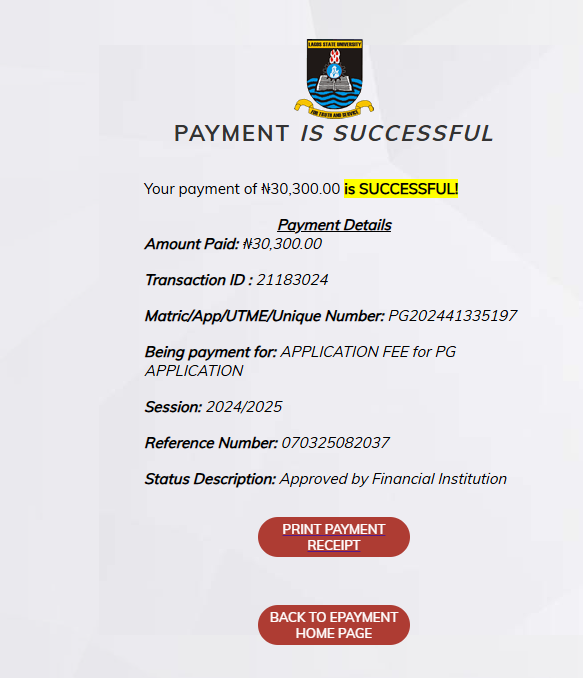 LAGOS STATE UNIVERSITY
FOR TRUTH AND SERVICE
PAYMENT IS SUCCESSFUL
Your payment of ₦30,300.00 is SUCCESSFUL!
Payment Details
Amount Paid: ₦30,300.00
Transaction ID : 21183024
Matric/App/UTME/Unique Number: PG202441335197
Being payment for: APPLICATION FEE for PG
APPLICATION
Session: 2024/2025
Reference Number: 070325082037
Status Description: Approved by Financial Institution
PRINT PAYMENT
RECEIPT
BACK TO EPAYMENT
HOME PAGE